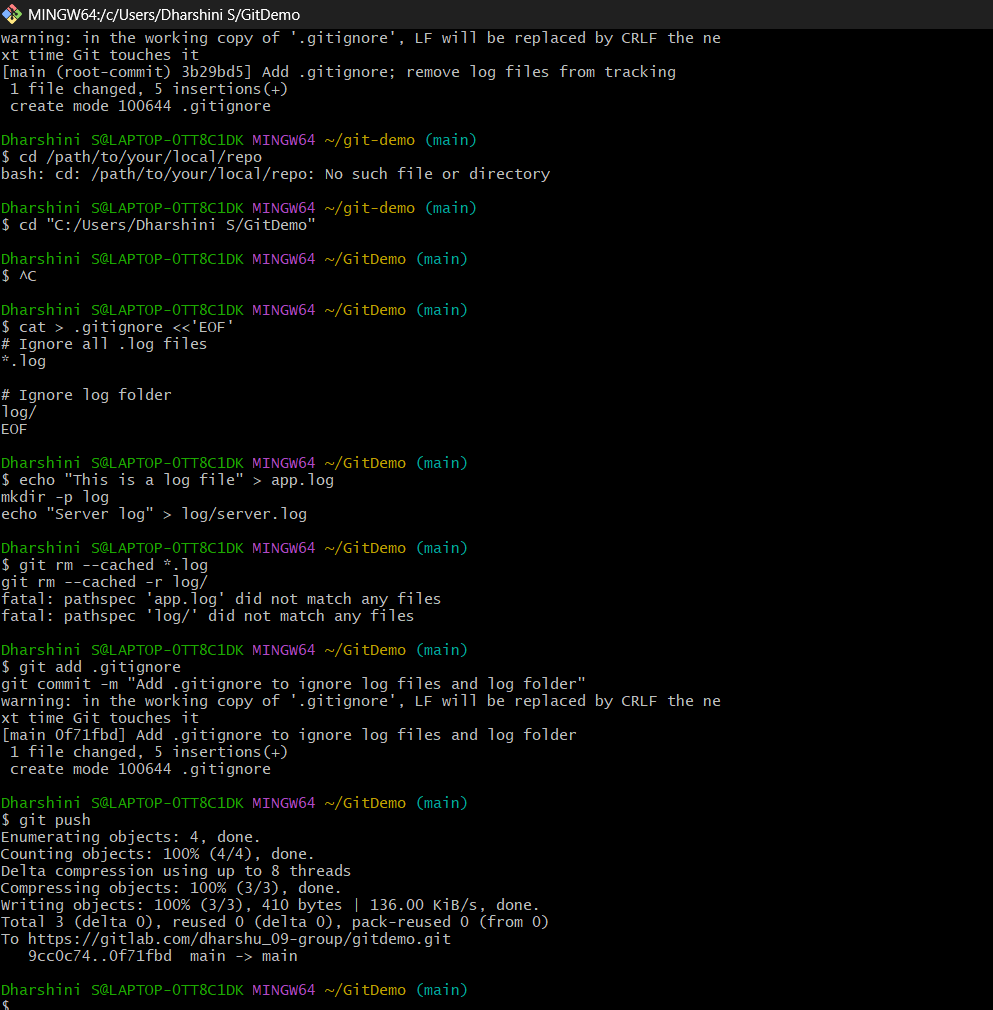 MINGW64:/c/Users/Dharshini S/GitDemo
warning: in the working copy of '.gitignore', LF will be replaced by CRLF the ne
xt time Git touches it
[main (root-commit) 3b29bd5] Add .gitignore; remove log files from tracking
 1 file changed, 5 insertions(+)
 create mode 100644 .gitignore

Dharshini S@LAPTOP-0TT8C1DK MINGW64 ~/git-demo (main)
$ cd /path/to/your/local/repo
bash: cd: /path/to/your/local/repo: No such file or directory

Dharshini S@LAPTOP-0TT8C1DK MINGW64 ~/git-demo (main)
$ cd "C:/Users/Dharshini S/GitDemo"

Dharshini S@LAPTOP-0TT8C1DK MINGW64 ~/GitDemo (main)
$ ^C

Dharshini S@LAPTOP-0TT8C1DK MINGW64 ~/GitDemo (main)
$ cat > .gitignore <<'EOF'
# Ignore all .log files
*.log

# Ignore log folder
log/
EOF

Dharshini S@LAPTOP-0TT8C1DK MINGW64 ~/GitDemo (main)
$ echo "This is a log file" > app.log
mkdir -p log
echo "Server log" > log/server.log

Dharshini S@LAPTOP-0TT8C1DK MINGW64 ~/GitDemo (main)
$ git rm --cached *.log
git rm --cached -r log/
fatal: pathspec 'app.log' did not match any files
fatal: pathspec 'log/' did not match any files

Dharshini S@LAPTOP-0TT8C1DK MINGW64 ~/GitDemo (main)
$ git add .gitignore
git commit -m "Add .gitignore to ignore log files and log folder"
warning: in the working copy of '.gitignore', LF will be replaced by CRLF the ne
xt time Git touches it
[main 0f71fbd] Add .gitignore to ignore log files and log folder
 1 file changed, 5 insertions(+)
 create mode 100644 .gitignore

Dharshini S@LAPTOP-0TT8C1DK MINGW64 ~/GitDemo (main)
$ git push
Enumerating objects: 4, done.
Counting objects: 100% (4/4), done.
Delta compression using up to 8 threads
Compressing objects: 100% (3/3), done.
Writing objects: 100% (3/3), 410 bytes | 136.00 KiB/s, done.
Total 3 (delta 0), reused 0 (delta 0), pack-reused 0 (from 0)
To https://gitlab.com/dharshu_09-group/gitdemo.git
   9cc0c74..0f71fbd  main -> main

Dharshini S@LAPTOP-0TT8C1DK MINGW64 ~/GitDemo (main)
$